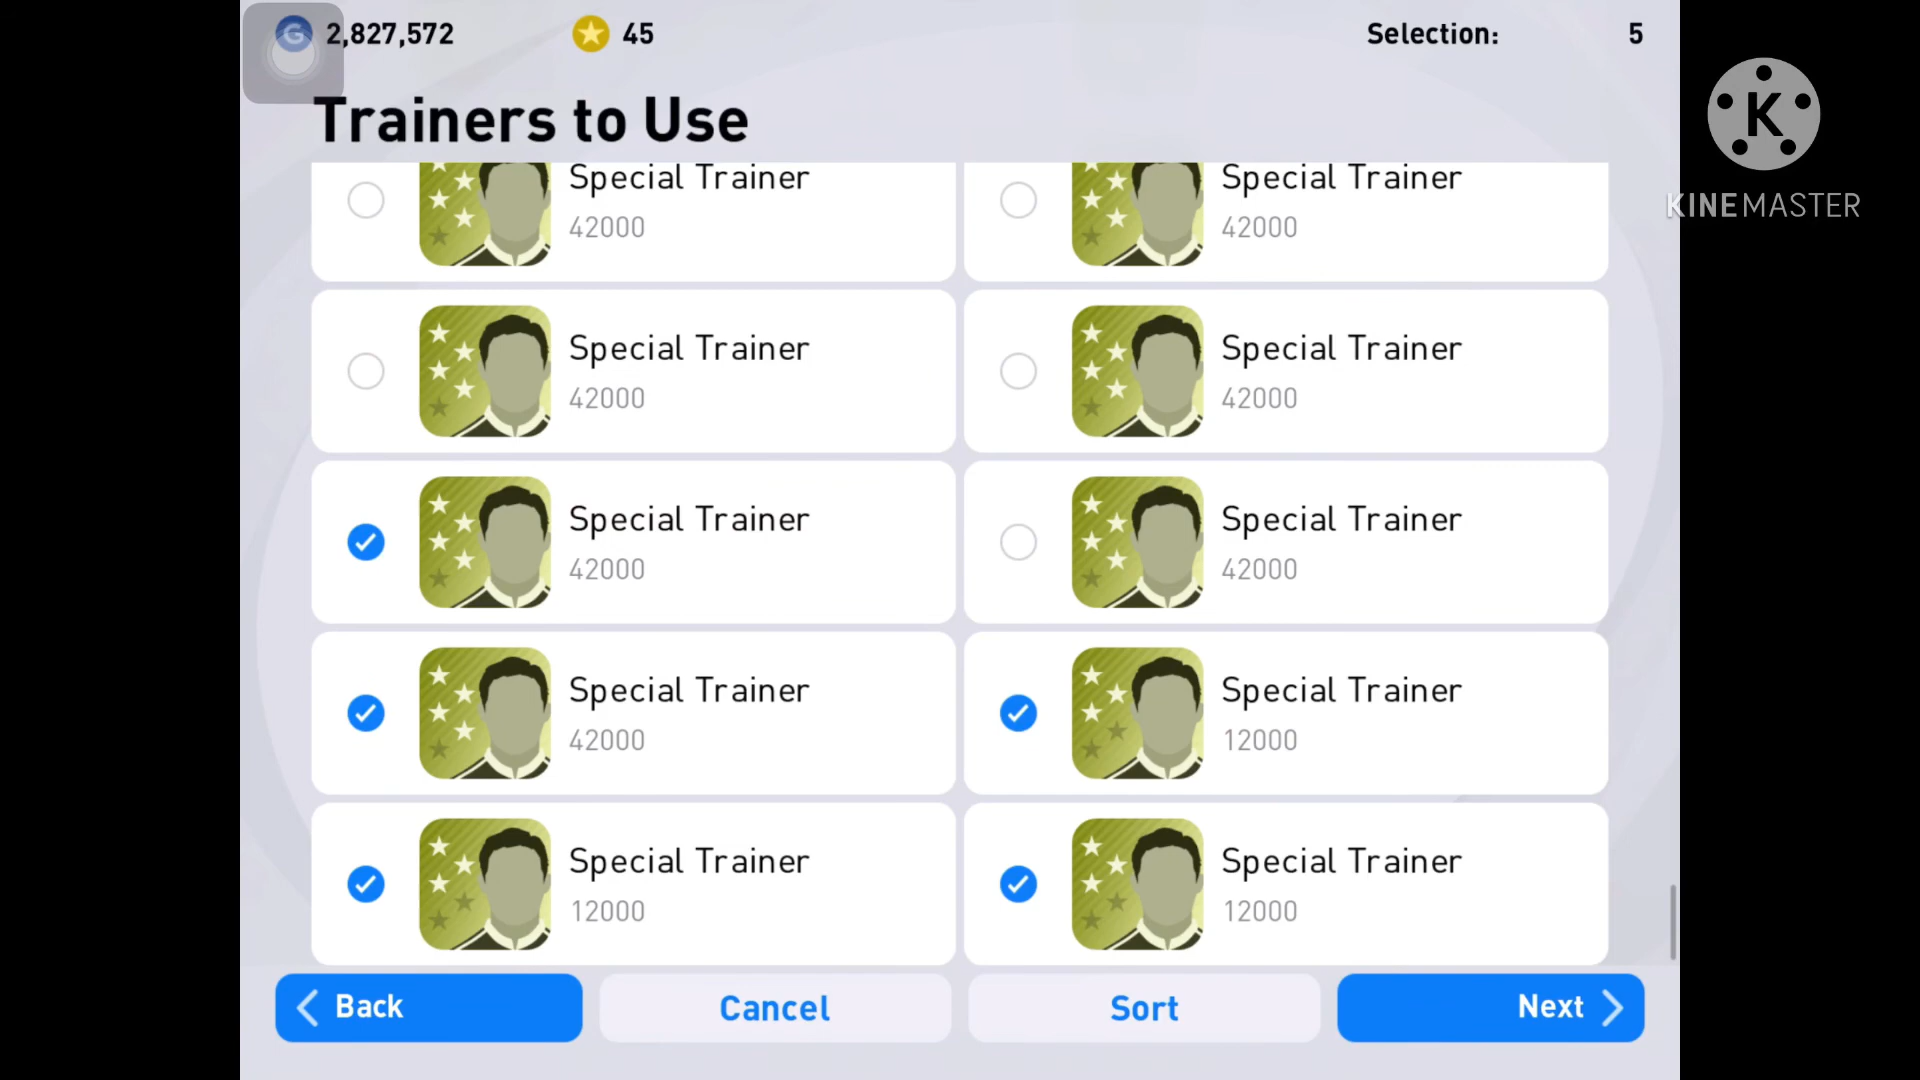 G 2,827,572 45 Selection: 5
Trainers to Use
Special Trainer Special Trainer
42000 42000
Special Trainer Special Trainer
42000 42000
Special Trainer Special Trainer
42000 42000
Special Trainer Special Trainer
42000 12000
Special Trainer Special Trainer
12000 12000
Back Cancel Sort Next
K
KINEMASTER